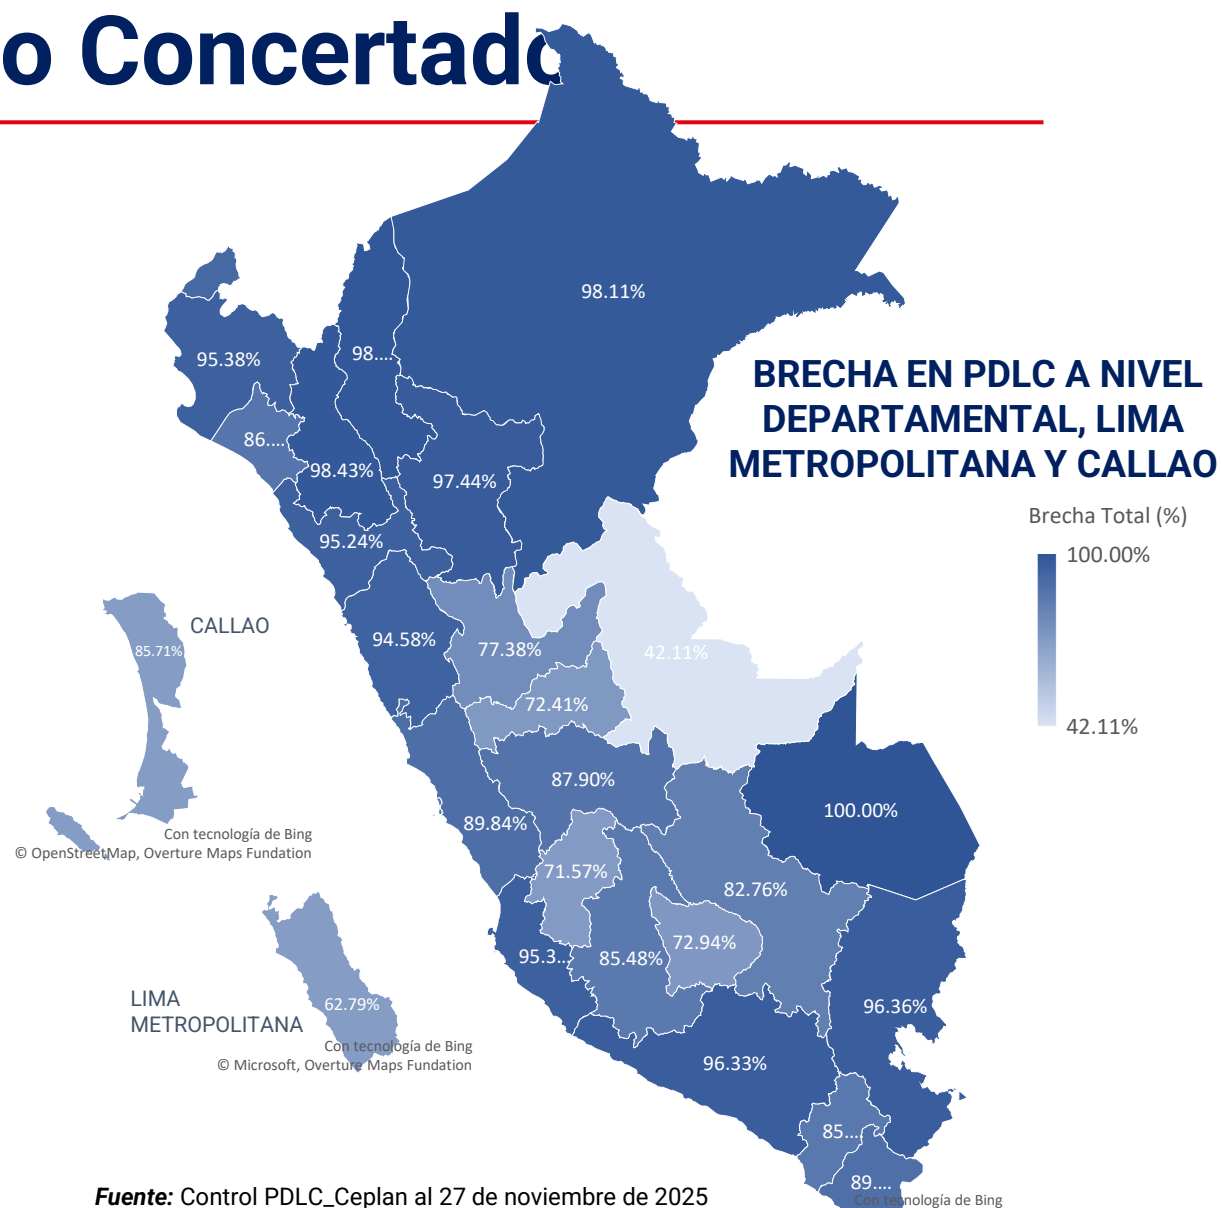 o Concertado
98.11%
95.38%
98....
86....
98.43%
97.44%
95.24%
BRECHA EN PDLC A NIVEL
DEPARTAMENTAL, LIMA
METROPOLITANA Y CALLAO
Brecha Total (%)
100.00%
42.11%
CALLAO
85.71%
94.58%
77.38%
42.11%
72.41%
87.90%
89.84%
100.00%
Con tecnología de Bing
© OpenStreetMap, Overture Maps Fundation
71.57%
82.76%
72.94%
95.3...
85.48%
96.36%
LIMA
METROPOLITANA
62.79%
Con tecnología de Bing
© Microsoft, Overture Maps Fundation
96.33%
85....
89....
Con tecnología de Bing
Fuente: Control PDLC_Ceplan al 27 de noviembre de 2025